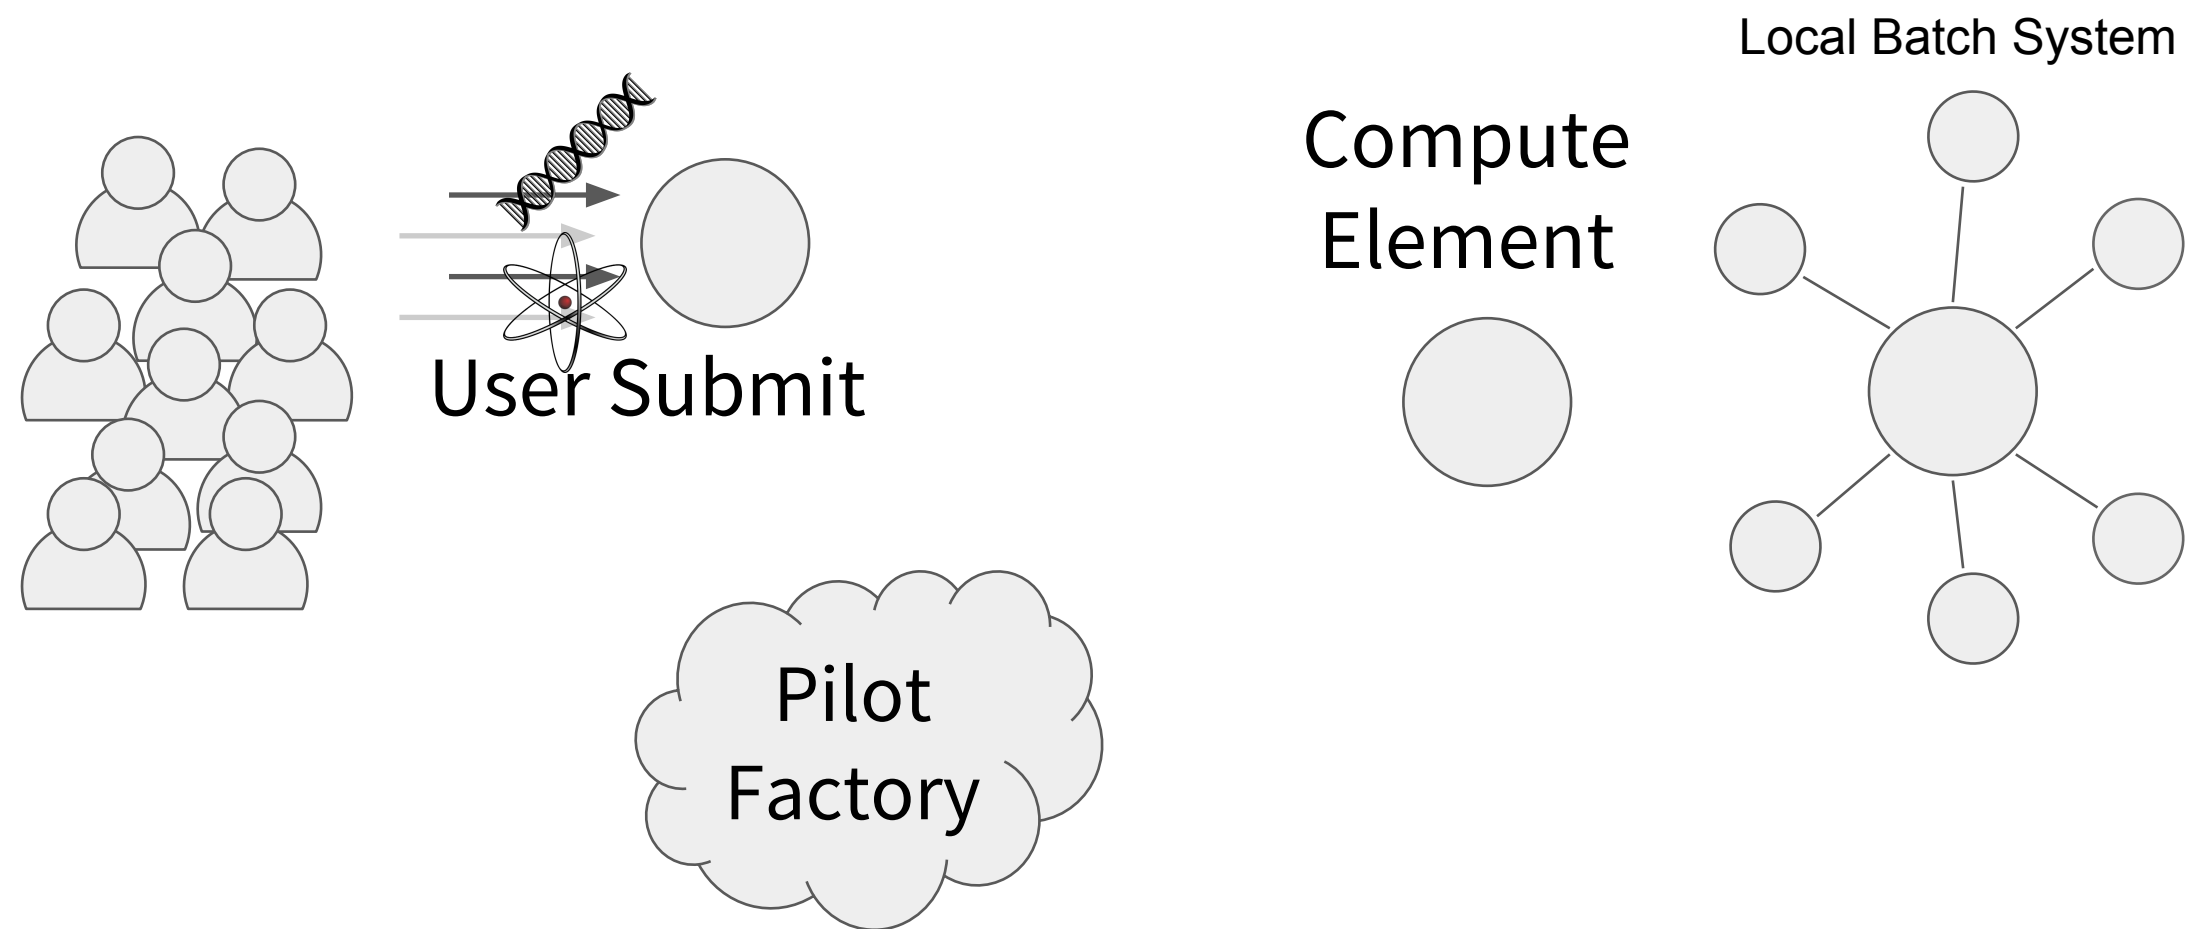 Local Batch System
Compute
Element
User Submit
Pilot
Factory